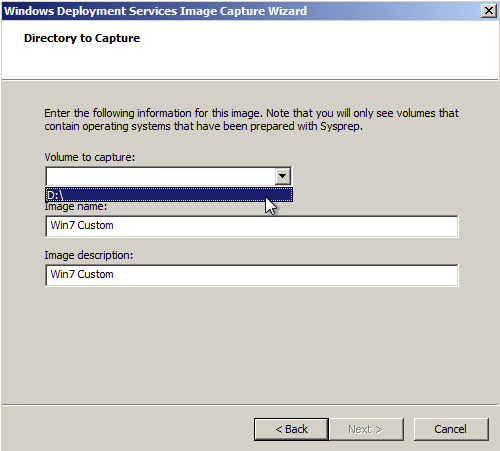 Windows Deployment Services Image Capture Wizard
Directory to Capture
Enter the following information for this image. Note that you will only see volumes that
contain operating systems that have been prepared with Sysprep.
Volume to capture:
D:\
Image name:
Win7 Custom
Image description:
Win7 Custom
< Back
Next >
Cancel